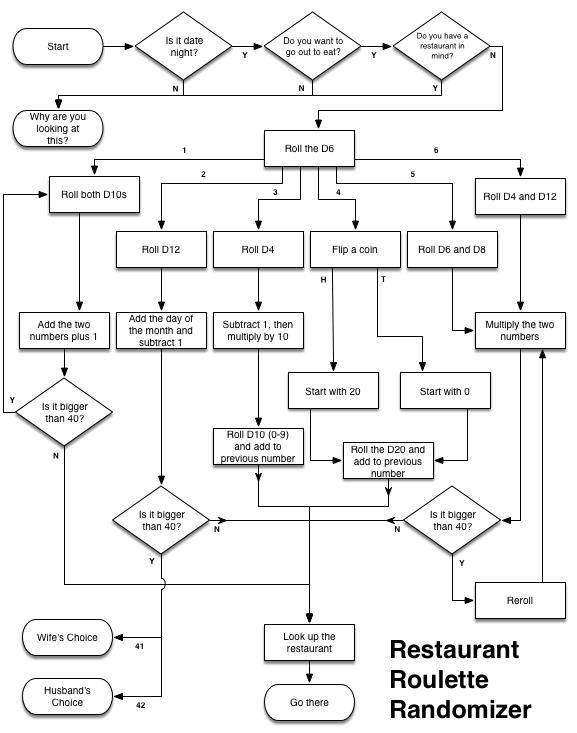 Start
Is it date
night?
Y
Do you want to
go out to eat?
Y
Do you have a
restaurant in
mind?
N
N
N
Y
Why are you
looking at
this?
Roll the D6
1
2
3
4
5
6
Roll both D10s
Roll D4 and D12
Roll D12
Roll D4
Flip a coin
Roll D6 and D8
H
T
Add the two
numbers plus 1
Add the day of
the month and
subtract 1
Subtract 1, then
multiply by 10
Multiply the two
numbers
Start with 20
Start with 0
Y
Is it bigger
than 40?
N
Roll D10 (0-9)
and add to
previous number
Roll the D20 and
add to previous
number
Is it bigger
than 40?
N
Y
N
Is it bigger
than 40?
Y
Reroll
Wife's Choice
41
Look up the
restaurant
Husband's
Choice
42
Go there
Restaurant
Roulette
Randomizer